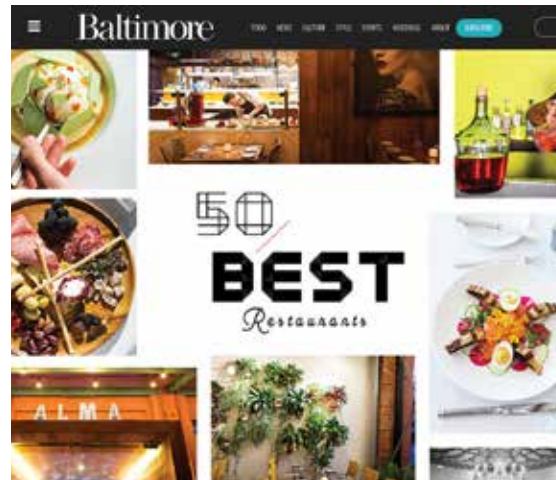 Baltimore
FOOD NEWS CULTURE STYLE EVENTS WEDDINGS ABOUT SUBSCRIBE
50
BEST
Restaurants
ALMA